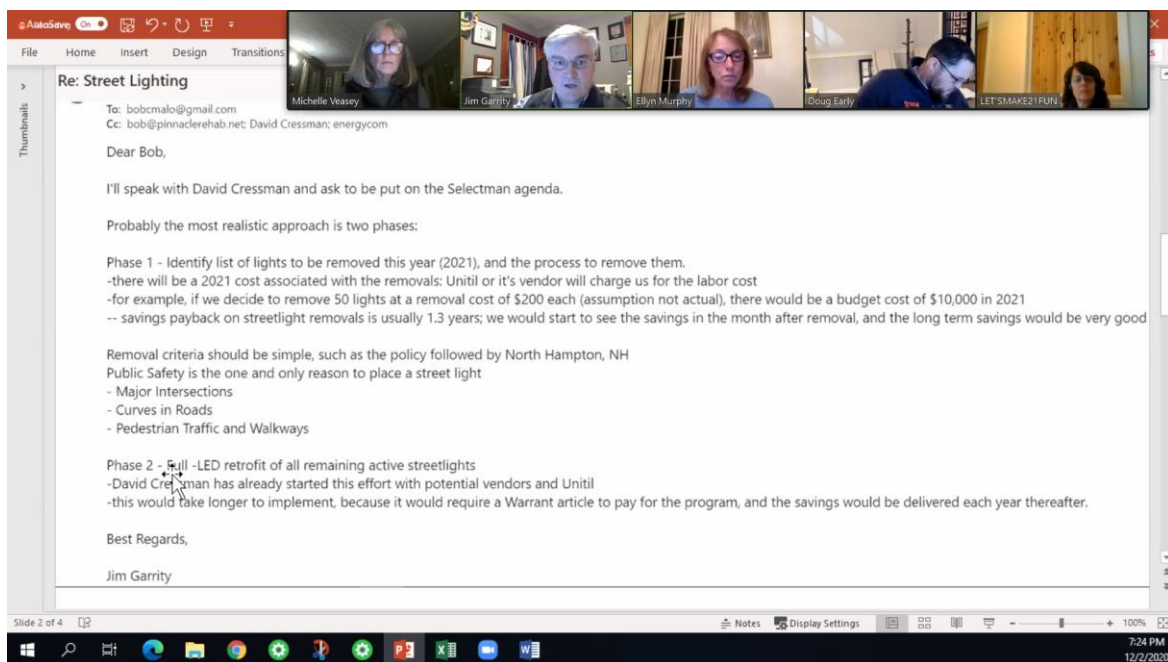 AutoSave On
File Home Insert Design Transitions
Michelle Veasey
Jim Garrity
Ellyn Murphy
Doug Early
LET'SMAKE21FUN
Thumbnails
Re: Street Lighting
To: bobcmalo@gmail.com
Cc: bob@pinnaclerehab.net; David Cressman; energycom
Dear Bob,
I'll speak with David Cressman and ask to be put on the Selectman agenda.
Probably the most realistic approach is two phases:
Phase 1 - Identify list of lights to be removed this year (2021), and the process to remove them.
-there will be a 2021 cost associated with the removals: Unitil or it's vendor will charge us for the labor cost
-for example, if we decide to remove 50 lights at a removal cost of $200 each (assumption not actual), there would be a budget cost of $10,000 in 2021
-- savings payback on streetlight removals is usually 1.3 years; we would start to see the savings in the month after removal, and the long term savings would be very good
Removal criteria should be simple, such as the policy followed by North Hampton, NH
Public Safety is the one and only reason to place a street light
- Major Intersections
- Curves in Roads
- Pedestrian Traffic and Walkways
Phase 2 - Full -LED retrofit of all remaining active streetlights
-David Cressman has already started this effort with potential vendors and Unitil
-this would take longer to implement, because it would require a Warrant article to pay for the program, and the savings would be delivered each year thereafter.
Best Regards,
Jim Garrity
Slide 2 of 4 Notes Display Settings 100%
7:24 PM
12/2/2020